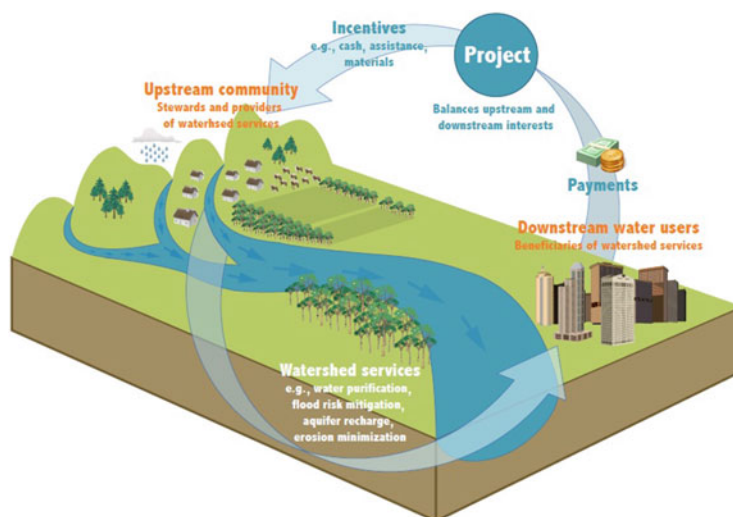 Incentives
e.g., cash, assistance,
materials
Project
Balances upstream and
downstream interests
Upstream community
Stewards and providers
of waterhsed services
Payments
Downstream water users
Beneficiaries of watershed services
Watershed services
e.g., water purification,
flood risk mitigation,
aquifer recharge,
erosion minimization